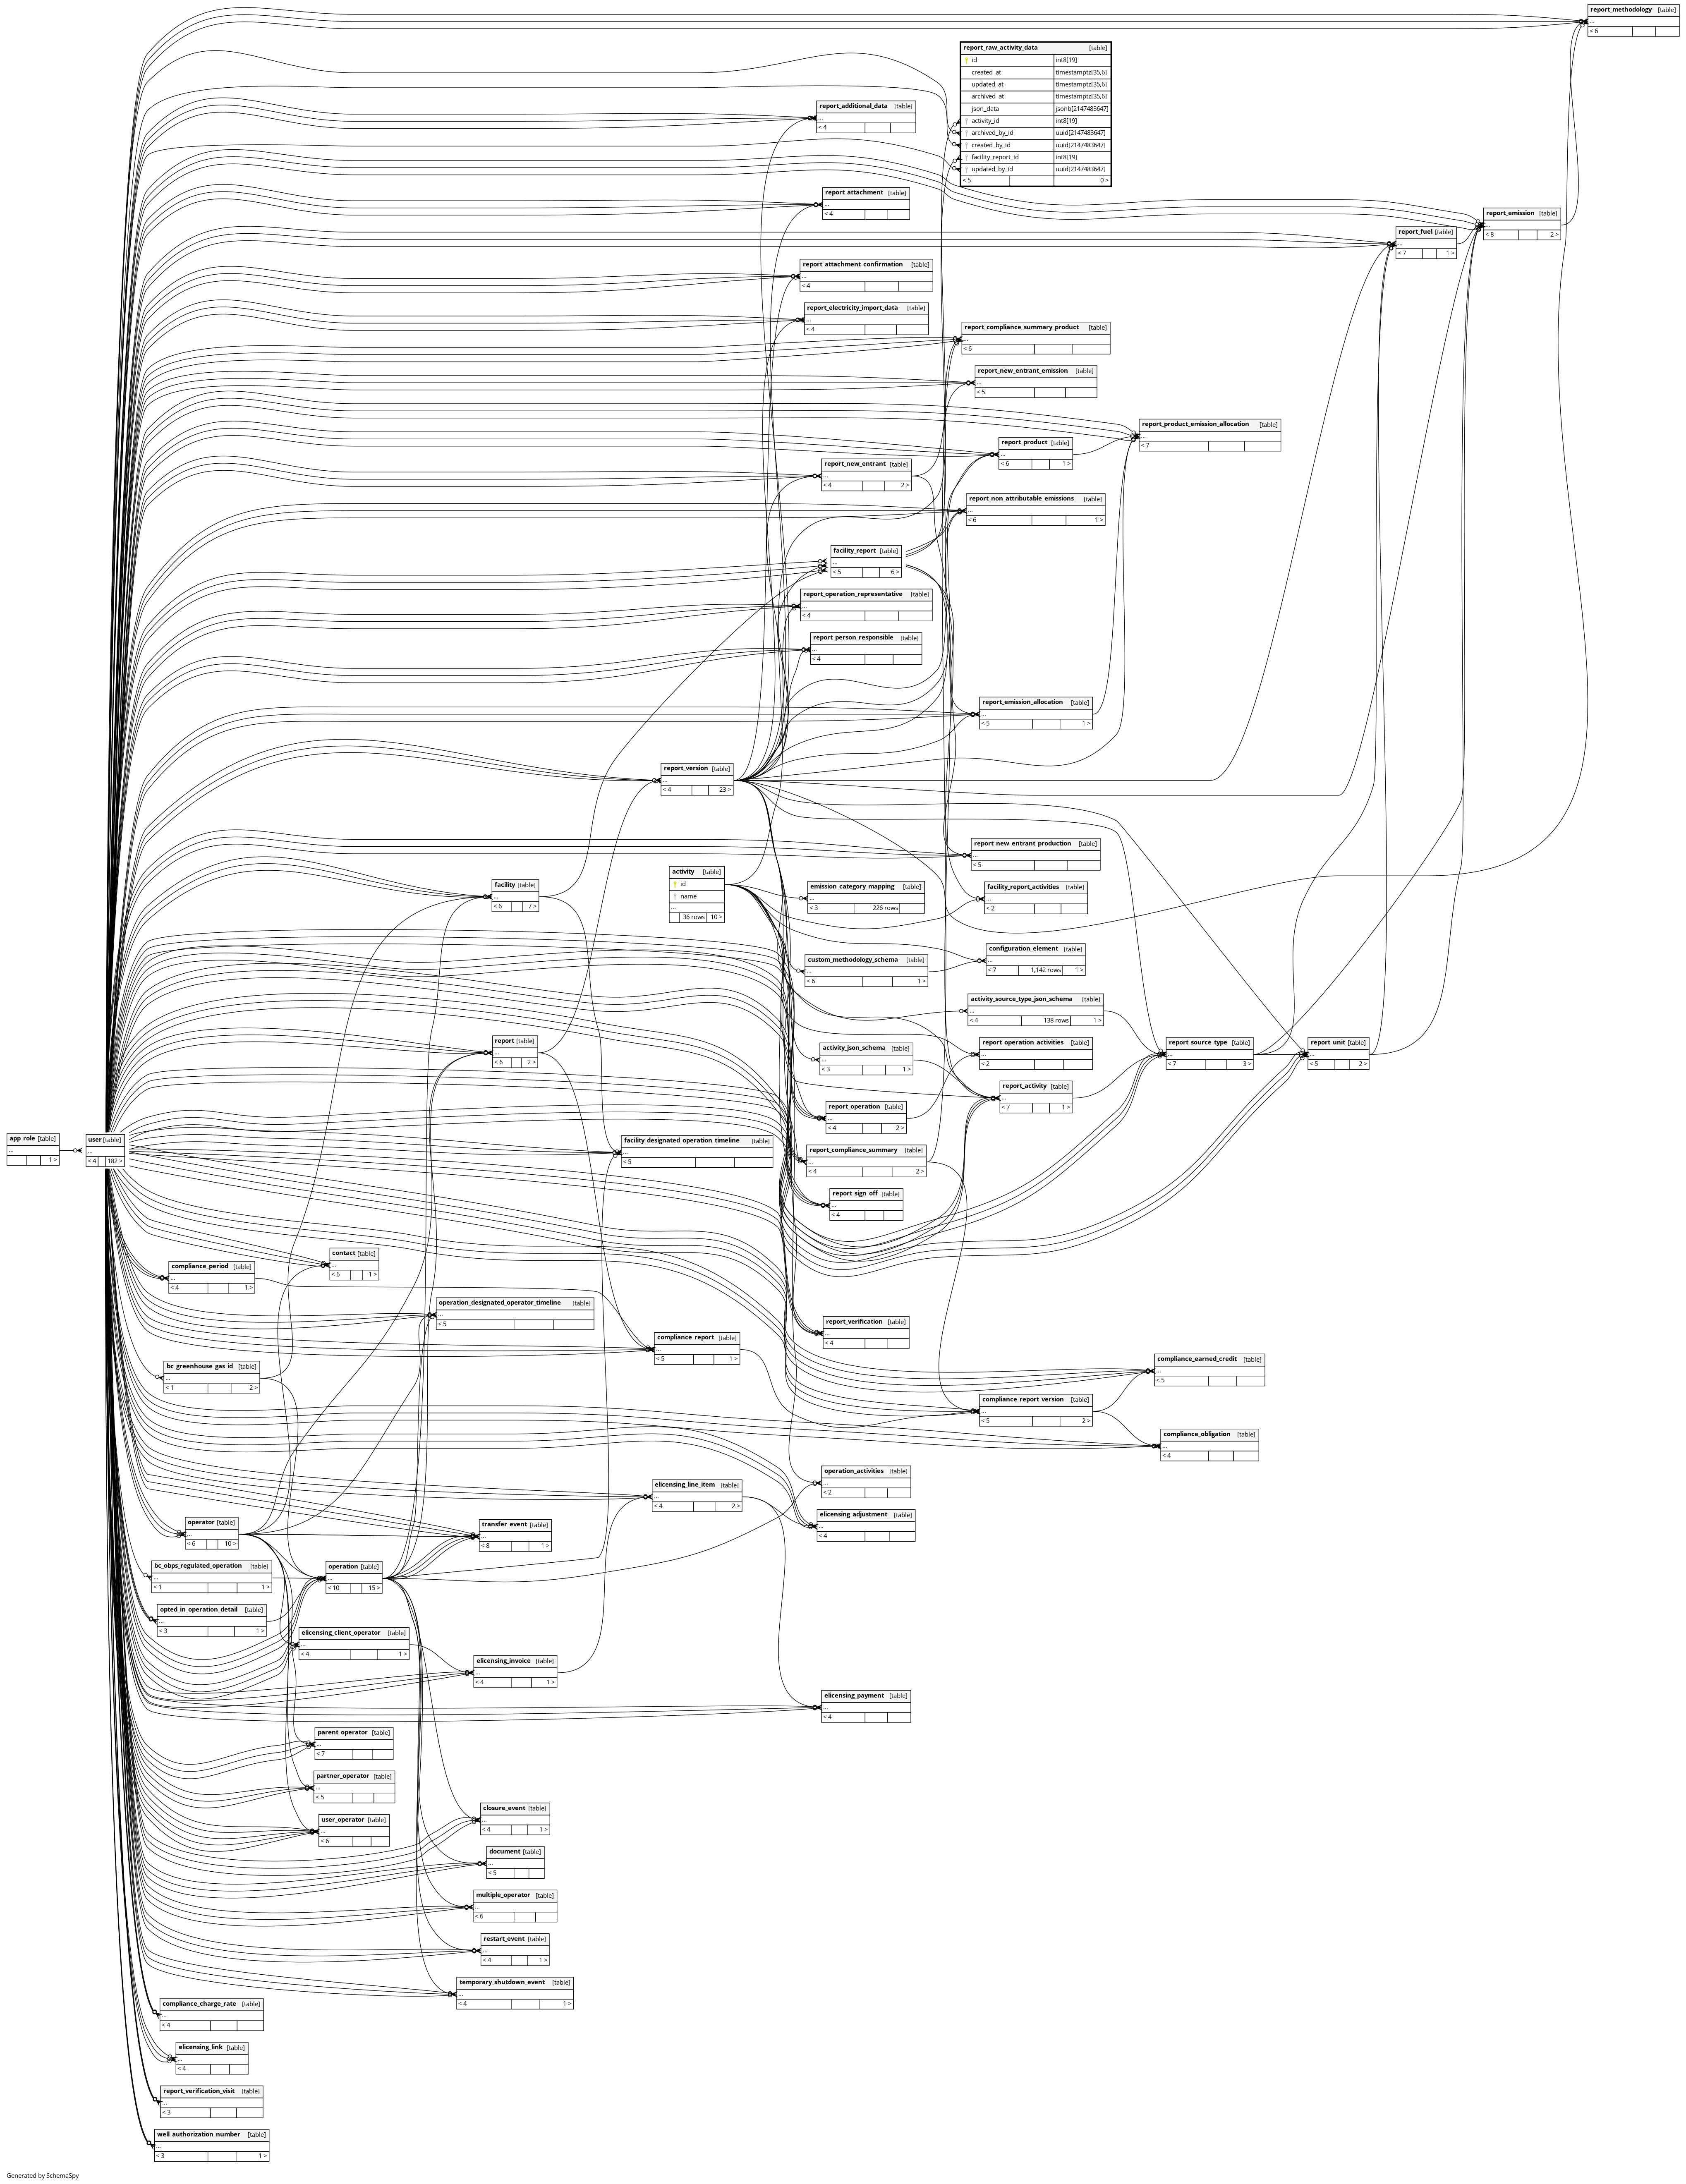 report_methodology [table]
...
< 6
report_raw_activity_data [table]
id int8[19]
created_at timestamptz[35,6]
updated_at timestamptz[35,6]
archived_at timestamptz[35,6]
json_data jsonb[2147483647]
activity_id int8[19]
archived_by_id uuid[2147483647]
created_by_id uuid[2147483647]
facility_report_id int8[19]
updated_by_id uuid[2147483647]
< 5 0 >
report_additional_data [table]
...
< 4
report_attachment [table]
...
< 4
report_emission [table]
...
< 8 2 >
report_fuel [table]
...
< 7 1 >
report_attachment_confirmation [table]
...
< 4
report_electricity_import_data [table]
...
< 4
report_compliance_summary_product [table]
...
< 6
report_new_entrant_emission [table]
...
< 5
report_product_emission_allocation [table]
...
< 7
report_product [table]
...
< 6 1 >
report_new_entrant [table]
...
< 4 2 >
report_non_attributable_emissions [table]
...
< 6 1 >
facility_report [table]
...
< 5 6 >
report_operation_representative [table]
...
< 4
report_person_responsible [table]
...
< 4
report_emission_allocation [table]
...
< 5 1 >
report_version [table]
...
< 4 23 >
report_new_entrant_production [table]
...
< 5
activity [table]
id
name
...
36 rows 10 >
facility [table]
...
< 6 7 >
emission_category_mapping [table]
...
< 3 226 rows
facility_report_activities [table]
...
< 2
configuration_element [table]
...
< 7 1,142 rows 1 >
custom_methodology_schema [table]
...
< 6 1 >
activity_source_type_json_schema [table]
...
< 4 138 rows 1 >
report [table]
...
< 6 2 >
activity_json_schema [table]
...
< 3 1 >
report_operation_activities [table]
...
< 2
report_source_type [table]
...
< 7 3 >
report_unit [table]
...
< 5 2 >
report_activity [table]
...
< 7 1 >
report_operation [table]
...
< 4 2 >
app_role [table]
...
1 >
user [table]
...
< 4 182 >
facility_designated_operation_timeline [table]
...
< 5
report_compliance_summary [table]
...
< 4 2 >
report_sign_off [table]
...
< 4
contact [table]
...
< 6 1 >
compliance_period [table]
...
< 4 1 >
operation_designated_operator_timeline [table]
...
< 5
report_verification [table]
...
< 4
compliance_report [table]
...
< 5 1 >
bc_greenhouse_gas_id [table]
...
< 1 2 >
compliance_earned_credit [table]
...
< 5
compliance_report_version [table]
...
< 5 2 >
compliance_obligation [table]
...
< 4
operation_activities [table]
...
< 2
elicensing_line_item [table]
...
< 4 2 >
elicensing_adjustment [table]
...
< 4
operator [table]
...
< 6 10 >
transfer_event [table]
...
< 8 1 >
bc_obps_regulated_operation [table]
...
< 1 1 >
operation [table]
...
< 10 15 >
opted_in_operation_detail [table]
...
< 3 1 >
elicensing_client_operator [table]
...
< 4 1 >
elicensing_invoice [table]
...
< 4 1 >
elicensing_payment [table]
...
< 4
parent_operator [table]
...
< 7
partner_operator [table]
...
< 5
closure_event [table]
...
< 4 1 >
user_operator [table]
...
< 6
document [table]
...
< 5
multiple_operator [table]
...
< 6
restart_event [table]
...
< 4 1 >
temporary_shutdown_event [table]
...
< 4 1 >
compliance_charge_rate [table]
...
< 4
elicensing_link [table]
...
< 4
report_verification_visit [table]
...
< 3
well_authorization_number [table]
...
< 3 1 >
Generated by SchemaSpy